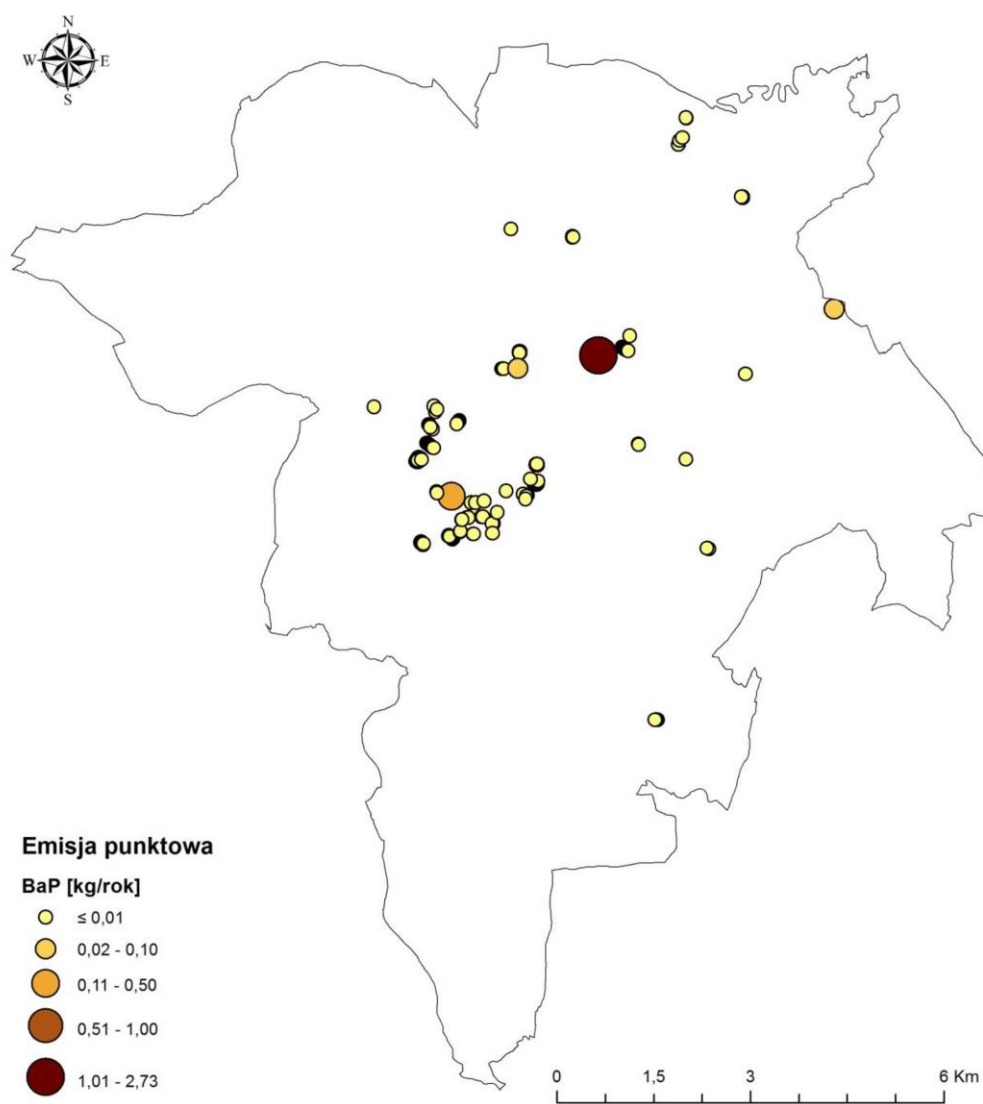 N
W E
S
Emisja punktowa
BaP [kg/rok]
≤ 0,01
0,02 - 0,10
0,11 - 0,50
0,51 - 1,00
1,01 - 2,73
0 1,5 3 6 Km